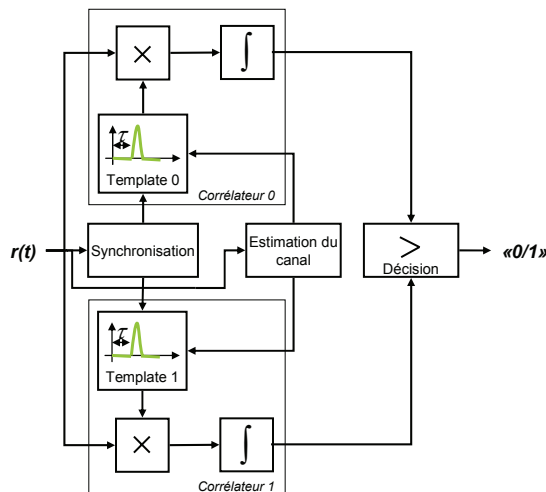 ×
∫
τ
Template 0
Corrélateur 0
r(t)
Synchronisation
Estimation du
canal
>
Décision
«0/1»
τ
Template 1
×
∫
Corrélateur 1